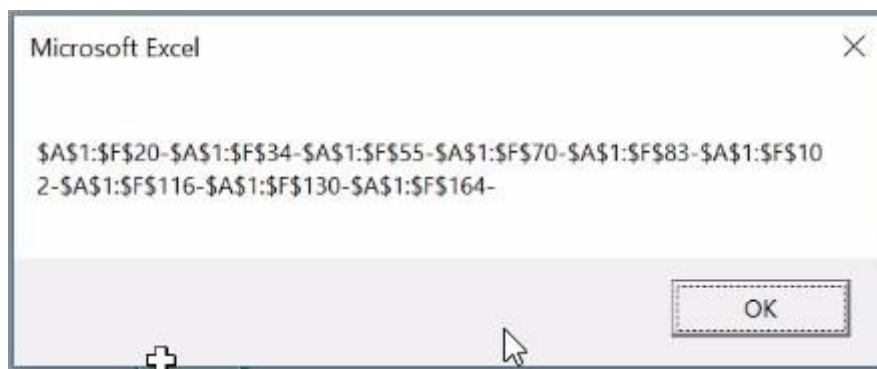 Microsoft Excel
$A$1:$F$20-$A$1:$F$34-$A$1:$F$55-$A$1:$F$70-$A$1:$F$83-$A$1:$F$10
2-$A$1:$F$116-$A$1:$F$130-$A$1:$F$164-
OK